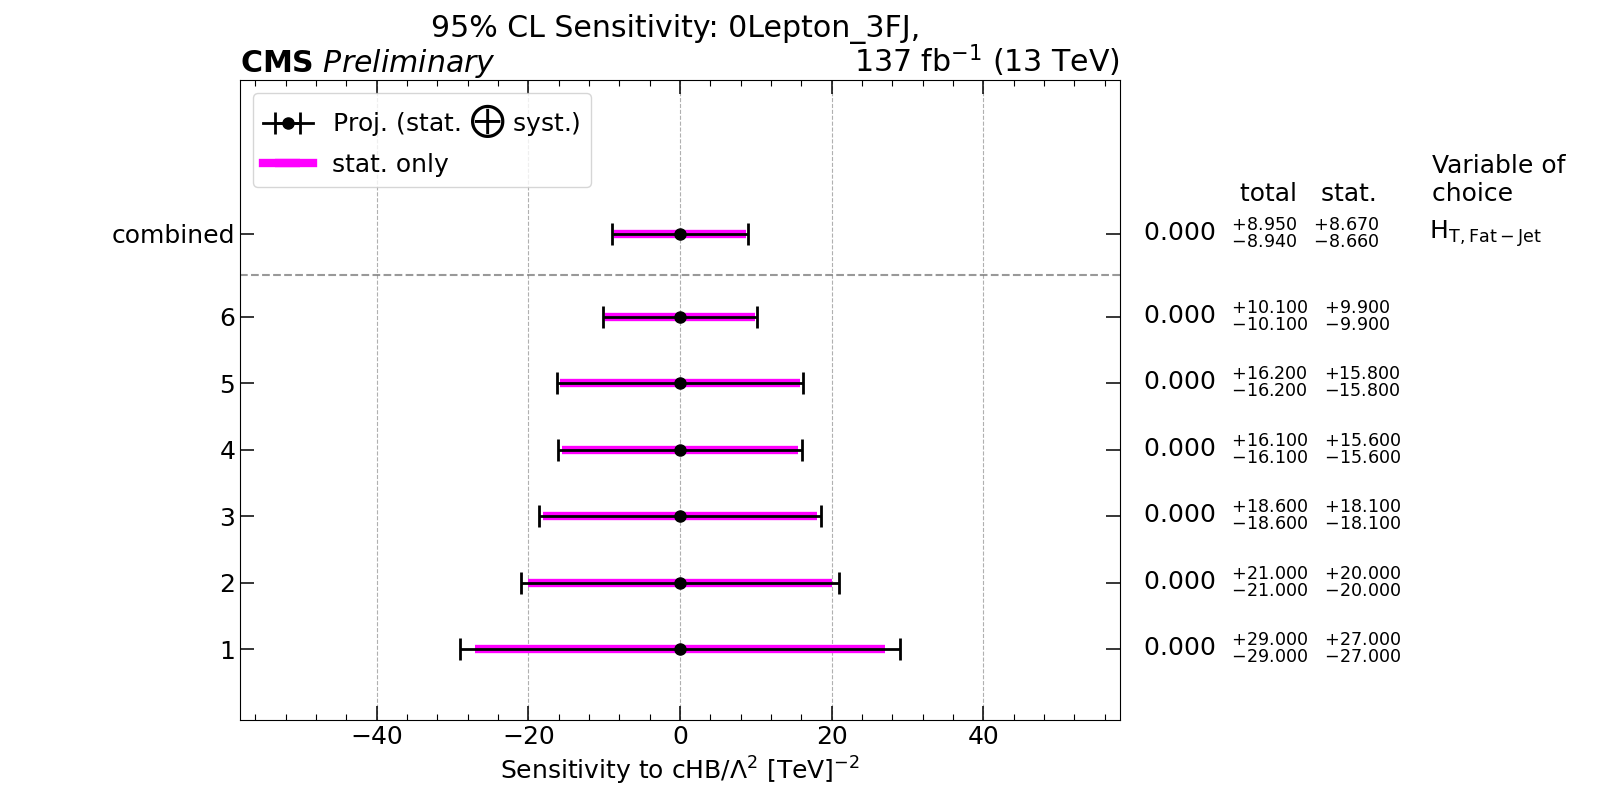 95% CL Sensitivity: 0Lepton_3FJ,
CMS Preliminary 137 fb⁻¹ (13 TeV)
Proj. (stat. ⊕ syst.)
stat. only
Variable of
total stat. choice
combined 0.000 +8.950 −8.940 +8.670 −8.660 H_T, Fat−Jet
6 0.000 +10.100 −10.100 +9.900 −9.900
5 0.000 +16.200 −16.200 +15.800 −15.800
4 0.000 +16.100 −16.100 +15.600 −15.600
3 0.000 +18.600 −18.600 +18.100 −18.100
2 0.000 +21.000 −21.000 +20.000 −20.000
1 0.000 +29.000 −29.000 +27.000 −27.000
−40 −20 0 20 40
Sensitivity to cHB/Λ² [TeV]⁻²